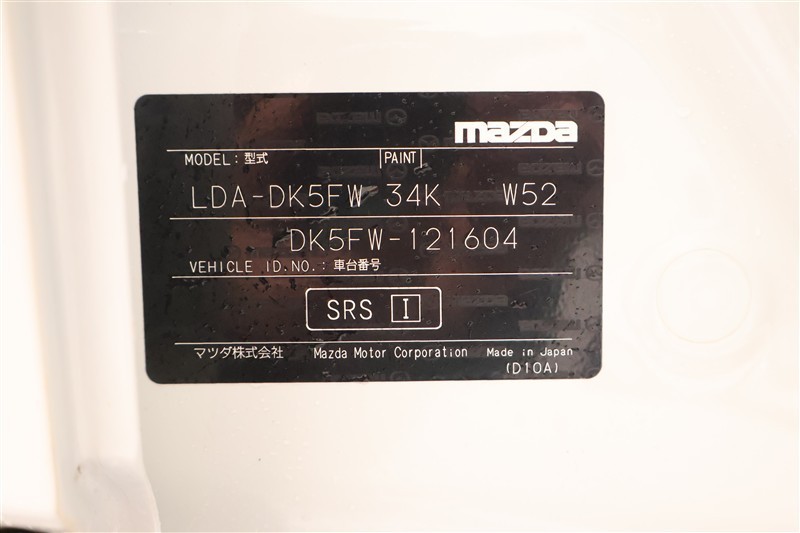 mazda
MODEL：型式 PAINT
LDA-DK5FW 34K W52
DK5FW-121604
VEHICLE ID.NO.：車台番号
SRS I
マツダ株式会社 Mazda Motor Corporation Made in Japan
(D10A)